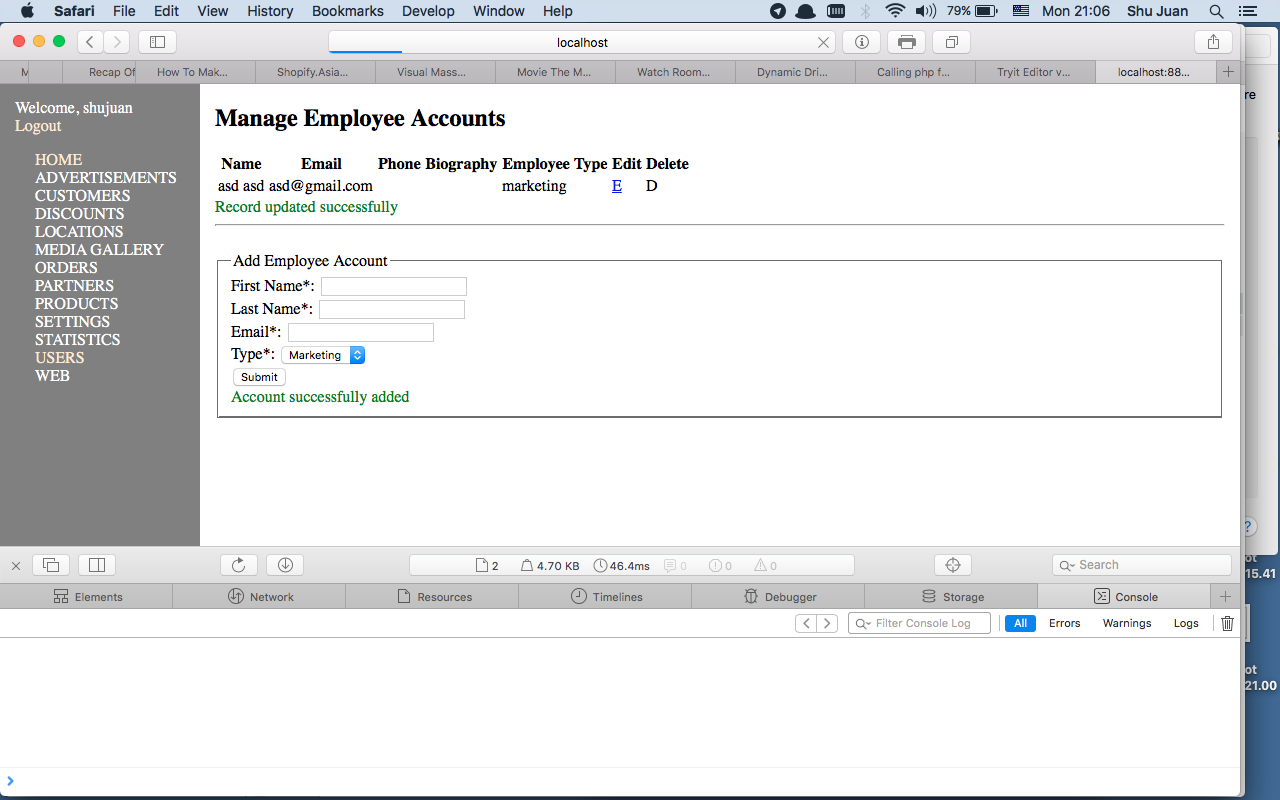 Safari File Edit View History Bookmarks Develop Window Help 79% Mon 21:06 Shu Juan
localhost
M Recap Of How To Mak... Shopify.Asia... Visual Mass... Movie The M... Watch Room... Dynamic Dri... Calling php f... Tryit Editor v... localhost:88... +
re
Welcome, shujuan
Logout
HOME
ADVERTISEMENTS
CUSTOMERS
DISCOUNTS
LOCATIONS
MEDIA GALLERY
ORDERS
PARTNERS
PRODUCTS
SETTINGS
STATISTICS
USERS
WEB
Manage Employee Accounts
Name Email Phone Biography Employee Type Edit Delete
asd asd asd@gmail.com marketing E D
Record updated successfully
Add Employee Account
First Name*:
Last Name*:
Email*:
Type*: Marketing
Submit
Account successfully added
?
ot
15.41
2 4.70 KB 46.4ms 0 0 0 Search
Elements Network Resources Timelines Debugger Storage Console +
Filter Console Log All Errors Warnings Logs
ot
21.00